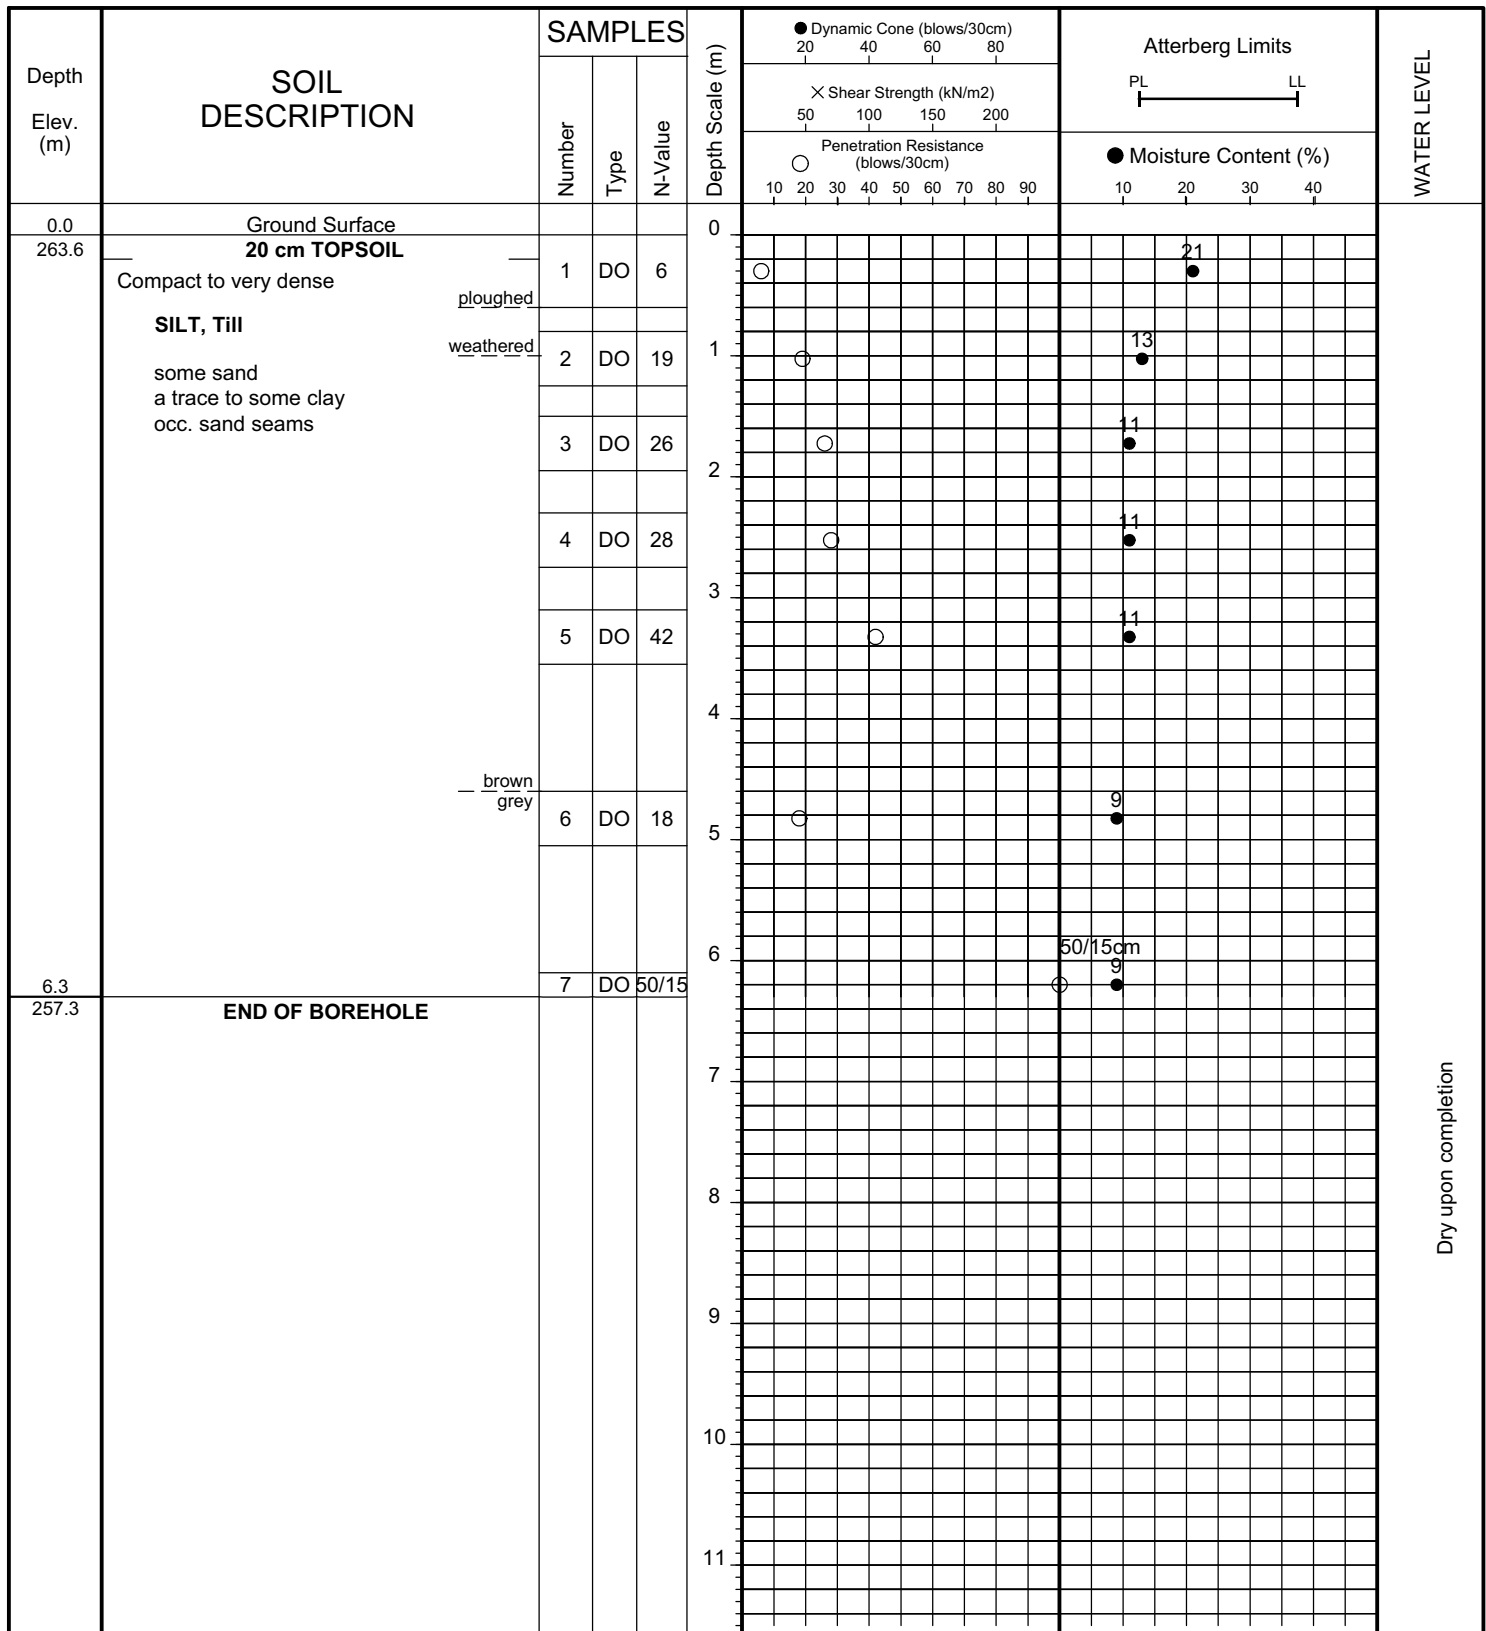 Depth
Elev.
(m)
SOIL
DESCRIPTION
SAMPLES
Number
Type
N-Value
Depth Scale (m)
● Dynamic Cone (blows/30cm)
20 40 60 80
× Shear Strength (kN/m2)
50 100 150 200
○ Penetration Resistance
(blows/30cm)
10 20 30 40 50 60 70 80 90
Atterberg Limits
PL LL
● Moisture Content (%)
10 20 30 40
WATER LEVEL
0.0 Ground Surface
0
263.6 20 cm TOPSOIL
Compact to very dense
1 DO 6
21
ploughed
SILT, Till
weathered
2 DO 19
1
13
some sand
a trace to some clay
occ. sand seams
3 DO 26
11
2
4 DO 28
11
3
5 DO 42
11
4
brown
grey
6 DO 18
9
5
6
50/15cm
9
6.3
7 DO 50/15
257.3 END OF BOREHOLE
7
8
9
10
11
Dry upon completion